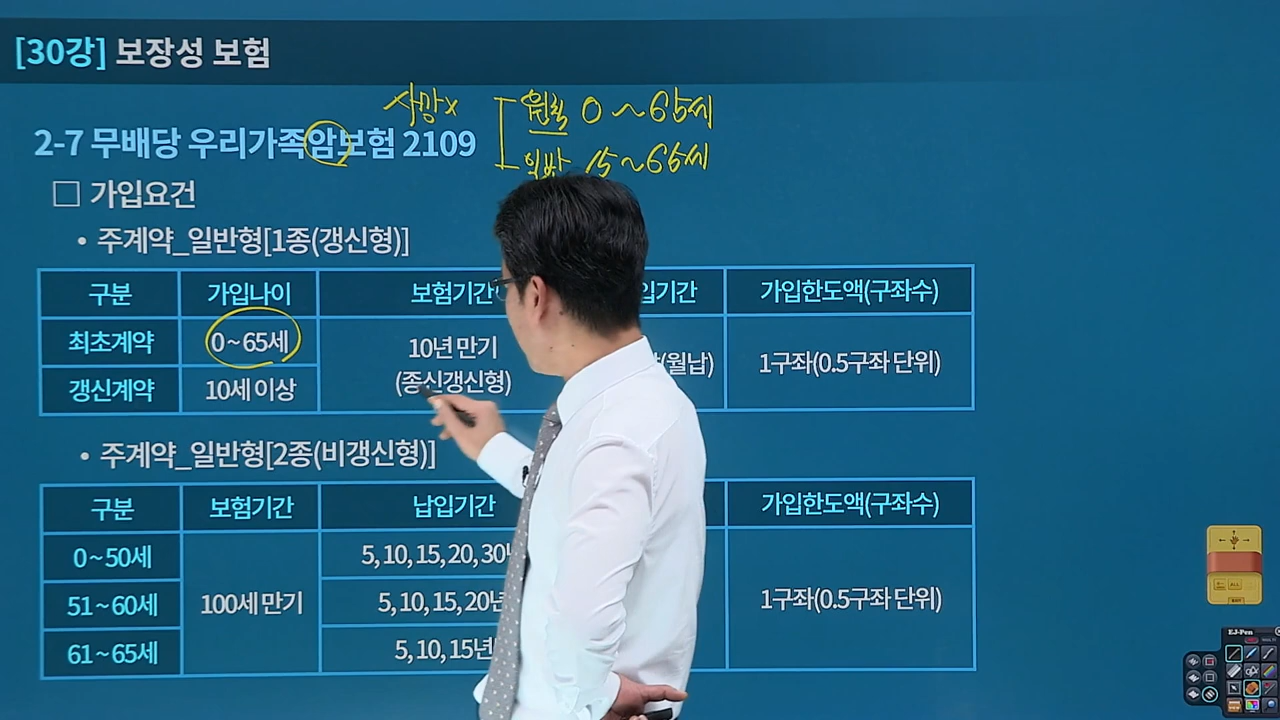 [30강] 보장성 보험
사망x
원칙 0~65세
2-7 무배당 우리가족암보험 2109
일반 15~65세
□ 가입요건
• 주계약_일반형[1종(갱신형)]
구분 가입나이 보험기간 입기간 가입한도액(구좌수)
최초계약 0~65세 10년 만기 (월납) 1구좌(0.5구좌 단위)
갱신계약 10세 이상 (종신갱신형)
• 주계약_일반형[2종(비갱신형)]
구분 보험기간 납입기간 가입한도액(구좌수)
0~50세 5, 10, 15, 20, 30
51~60세 100세 만기 5, 10, 15, 20년 1구좌(0.5구좌 단위)
61~65세 5, 10, 15년
EJ-Pen